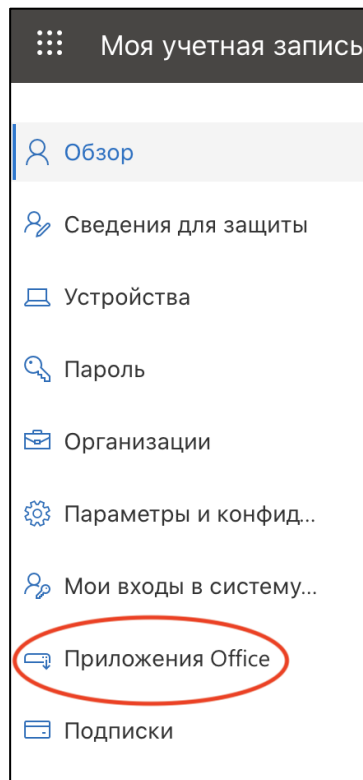 Моя учетная запись
Обзор
Сведения для защиты
Устройства
Пароль
Организации
Параметры и конфид...
Мои входы в систему...
Приложения Office
Подписки